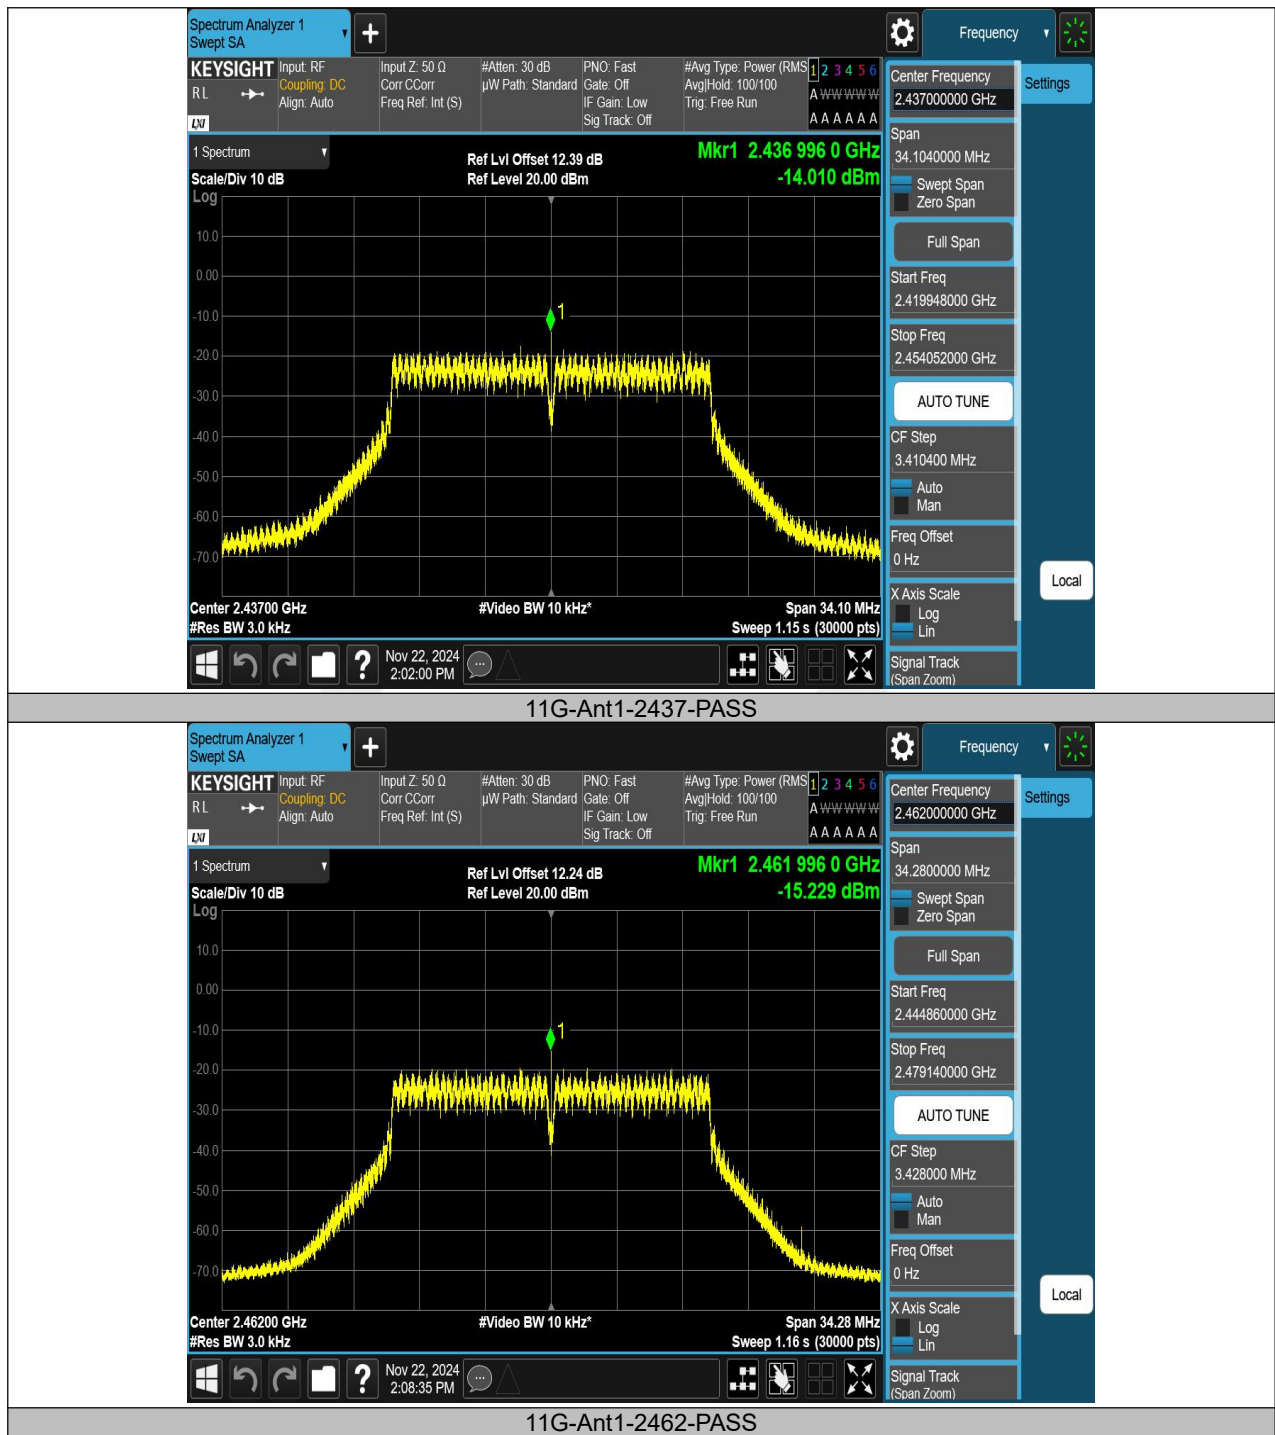 Spectrum Analyzer 1
Swept SA
+
Frequency
KEYSIGHT
RL
LXI
Input: RF
Coupling: DC
Align: Auto
Input Z: 50 Ω
Corr CCorr
Freq Ref: Int (S)
#Atten: 30 dB
µW Path: Standard
PNO: Fast
Gate: Off
IF Gain: Low
Sig Track: Off
#Avg Type: Power (RMS
Avg|Hold: 100/100
Trig: Free Run
1 2 3 4 5 6
A W W W W W
A A A A A A
Center Frequency
2.437000000 GHz
Settings
Span
34.1040000 MHz
Swept Span
Zero Span
Full Span
Start Freq
2.419948000 GHz
Stop Freq
2.454052000 GHz
AUTO TUNE
CF Step
3.410400 MHz
Auto
Man
Freq Offset
0 Hz
X Axis Scale
Log
Lin
Signal Track
(Span Zoom)
Local
1 Spectrum
Scale/Div 10 dB
Log
Ref Lvl Offset 12.39 dB
Ref Level 20.00 dBm
Mkr1 2.436 996 0 GHz
-14.010 dBm
10.0
0.00
-10.0
-20.0
-30.0
-40.0
-50.0
-60.0
-70.0
1
Center 2.43700 GHz
#Res BW 3.0 kHz
#Video BW 10 kHz*
Span 34.10 MHz
Sweep 1.15 s (30000 pts)
?
Nov 22, 2024
2:02:00 PM
11G-Ant1-2437-PASS
Spectrum Analyzer 1
Swept SA
+
Frequency
KEYSIGHT
RL
LXI
Input: RF
Coupling: DC
Align: Auto
Input Z: 50 Ω
Corr CCorr
Freq Ref: Int (S)
#Atten: 30 dB
µW Path: Standard
PNO: Fast
Gate: Off
IF Gain: Low
Sig Track: Off
#Avg Type: Power (RMS
Avg|Hold: 100/100
Trig: Free Run
1 2 3 4 5 6
A W W W W W
A A A A A A
Center Frequency
2.462000000 GHz
Settings
Span
34.2800000 MHz
Swept Span
Zero Span
Full Span
Start Freq
2.444860000 GHz
Stop Freq
2.479140000 GHz
AUTO TUNE
CF Step
3.428000 MHz
Auto
Man
Freq Offset
0 Hz
X Axis Scale
Log
Lin
Signal Track
(Span Zoom)
Local
1 Spectrum
Scale/Div 10 dB
Log
Ref Lvl Offset 12.24 dB
Ref Level 20.00 dBm
Mkr1 2.461 996 0 GHz
-15.229 dBm
10.0
0.00
-10.0
-20.0
-30.0
-40.0
-50.0
-60.0
-70.0
1
Center 2.46200 GHz
#Res BW 3.0 kHz
#Video BW 10 kHz*
Span 34.28 MHz
Sweep 1.16 s (30000 pts)
?
Nov 22, 2024
2:08:35 PM
11G-Ant1-2462-PASS